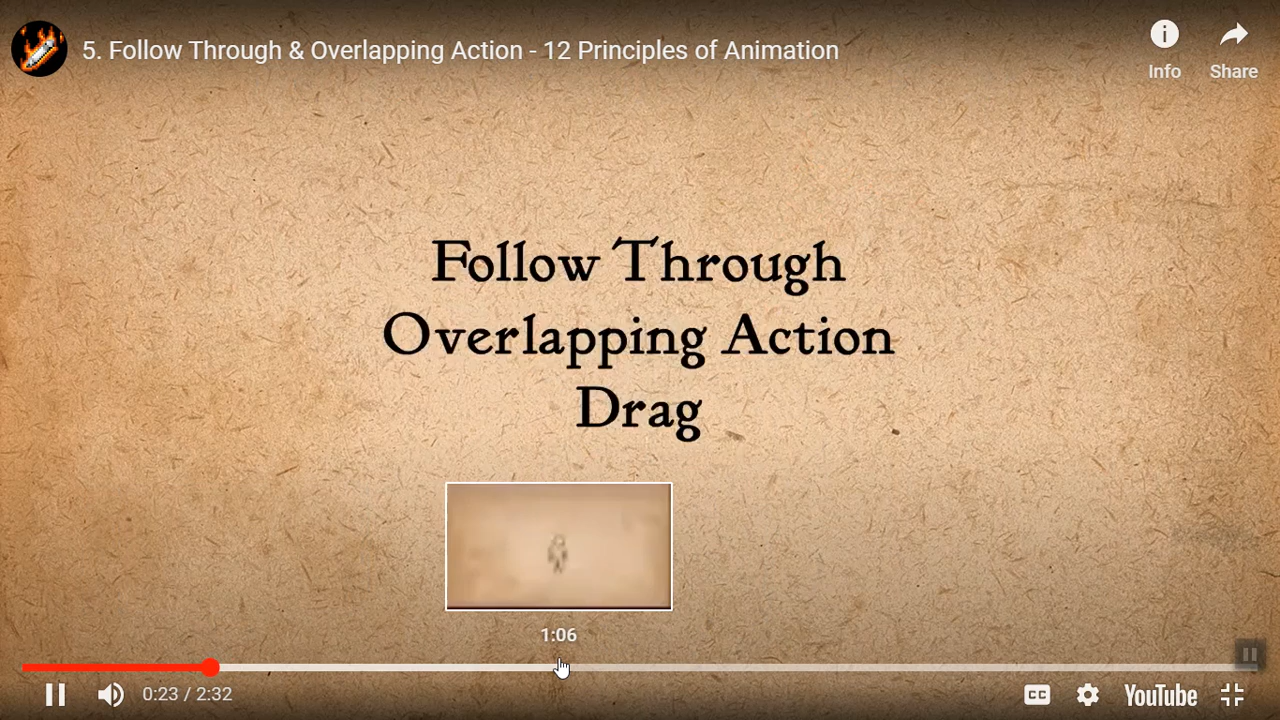 5. Follow Through & Overlapping Action - 12 Principles of Animation
Info
Share
Follow Through
Overlapping Action
Drag
1:06
0:23 / 2:32
CC
YouTube